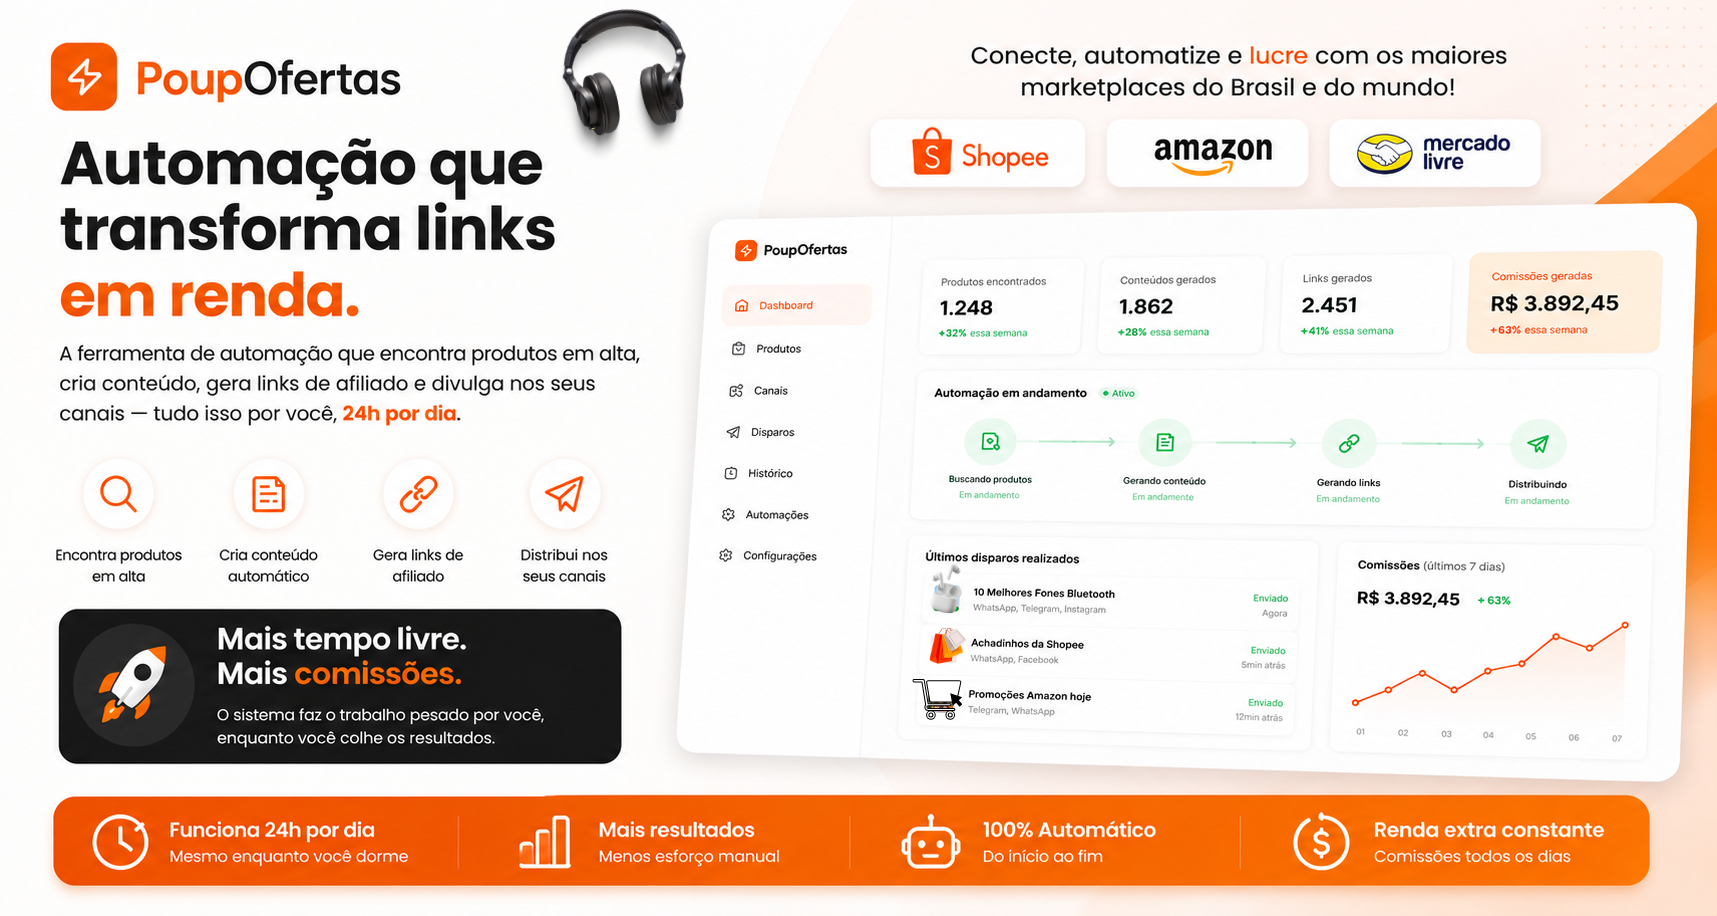 PoupOfertas
Automação que
transforma links
em renda.
A ferramenta de automação que encontra produtos em alta,
cria conteúdo, gera links de afiliado e divulga nos seus
canais — tudo isso por você, 24h por dia.
Encontra produtos
em alta
Cria conteúdo
automático
Gera links de
afiliado
Distribui nos
seus canais
Mais tempo livre.
Mais comissões.
O sistema faz o trabalho pesado por você,
enquanto você colhe os resultados.
Conecte, automatize e lucre com os maiores
marketplaces do Brasil e do mundo!
S
Shopee
amazon
mercado
livre
PoupOfertas
Dashboard
Produtos
Canais
Disparos
Histórico
Automações
Configurações
Produtos encontrados
1.248
+32% essa semana
Conteúdos gerados
1.862
+28% essa semana
Links gerados
2.451
+41% essa semana
Comissões geradas
R$ 3.892,45
+63% essa semana
Automação em andamento
Ativo
Buscando produtos
Em andamento
Gerando conteúdo
Em andamente
Gerando links
Em andamento
Distribuindo
Em andamento
Últimos disparos realizados
10 Melhores Fones Bluetooth
WhatsApp, Telegram, Instagram
Enviado
Agora
Achadinhos da Shopee
WhatsApp, Facebook
Enviado
5min atrás
Promoções Amazon hoje
Telegram, WhatsApp
Enviado
12min atrás
Comissões (últimos 7 dias)
R$ 3.892,45 + 63%
01 02 03 04 05 06 07
Funciona 24h por dia
Mesmo enquanto você dorme
Mais resultados
Menos esforço manual
100% Automático
Do início ao fim
$
Renda extra constante
Comissões todos os dias